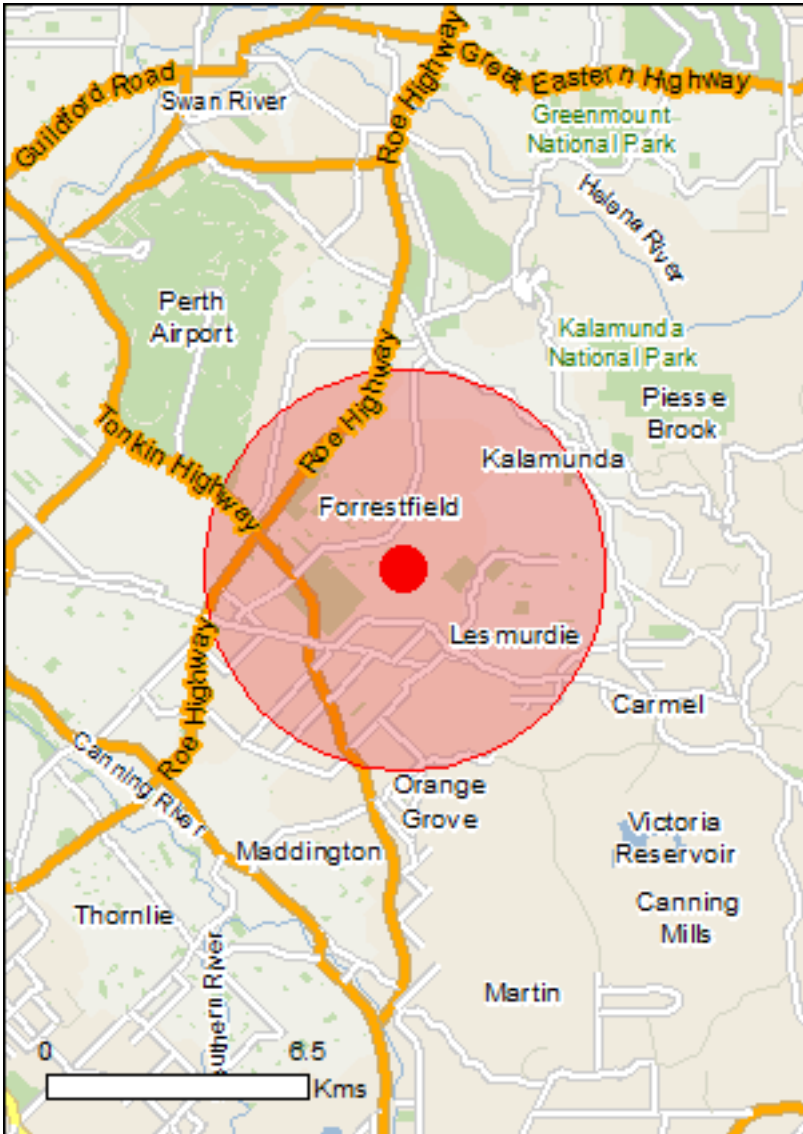 Great Eastern Highway
Guildford Road
Roe Highway
Swan River
Greenmount
National Park
Helena River
Perth
Airport
Kalamunda
National Park
Roe Highway
Piesse
Brook
Tonkin Highway
Kalamunda
Forrestfield
Lesmurdie
Roe Highway
Carmel
Canning River
Orange
Grove
Victoria
Reservoir
Maddington
Thornlie
Canning
Mills
River
Martin
0 6.5
Kms